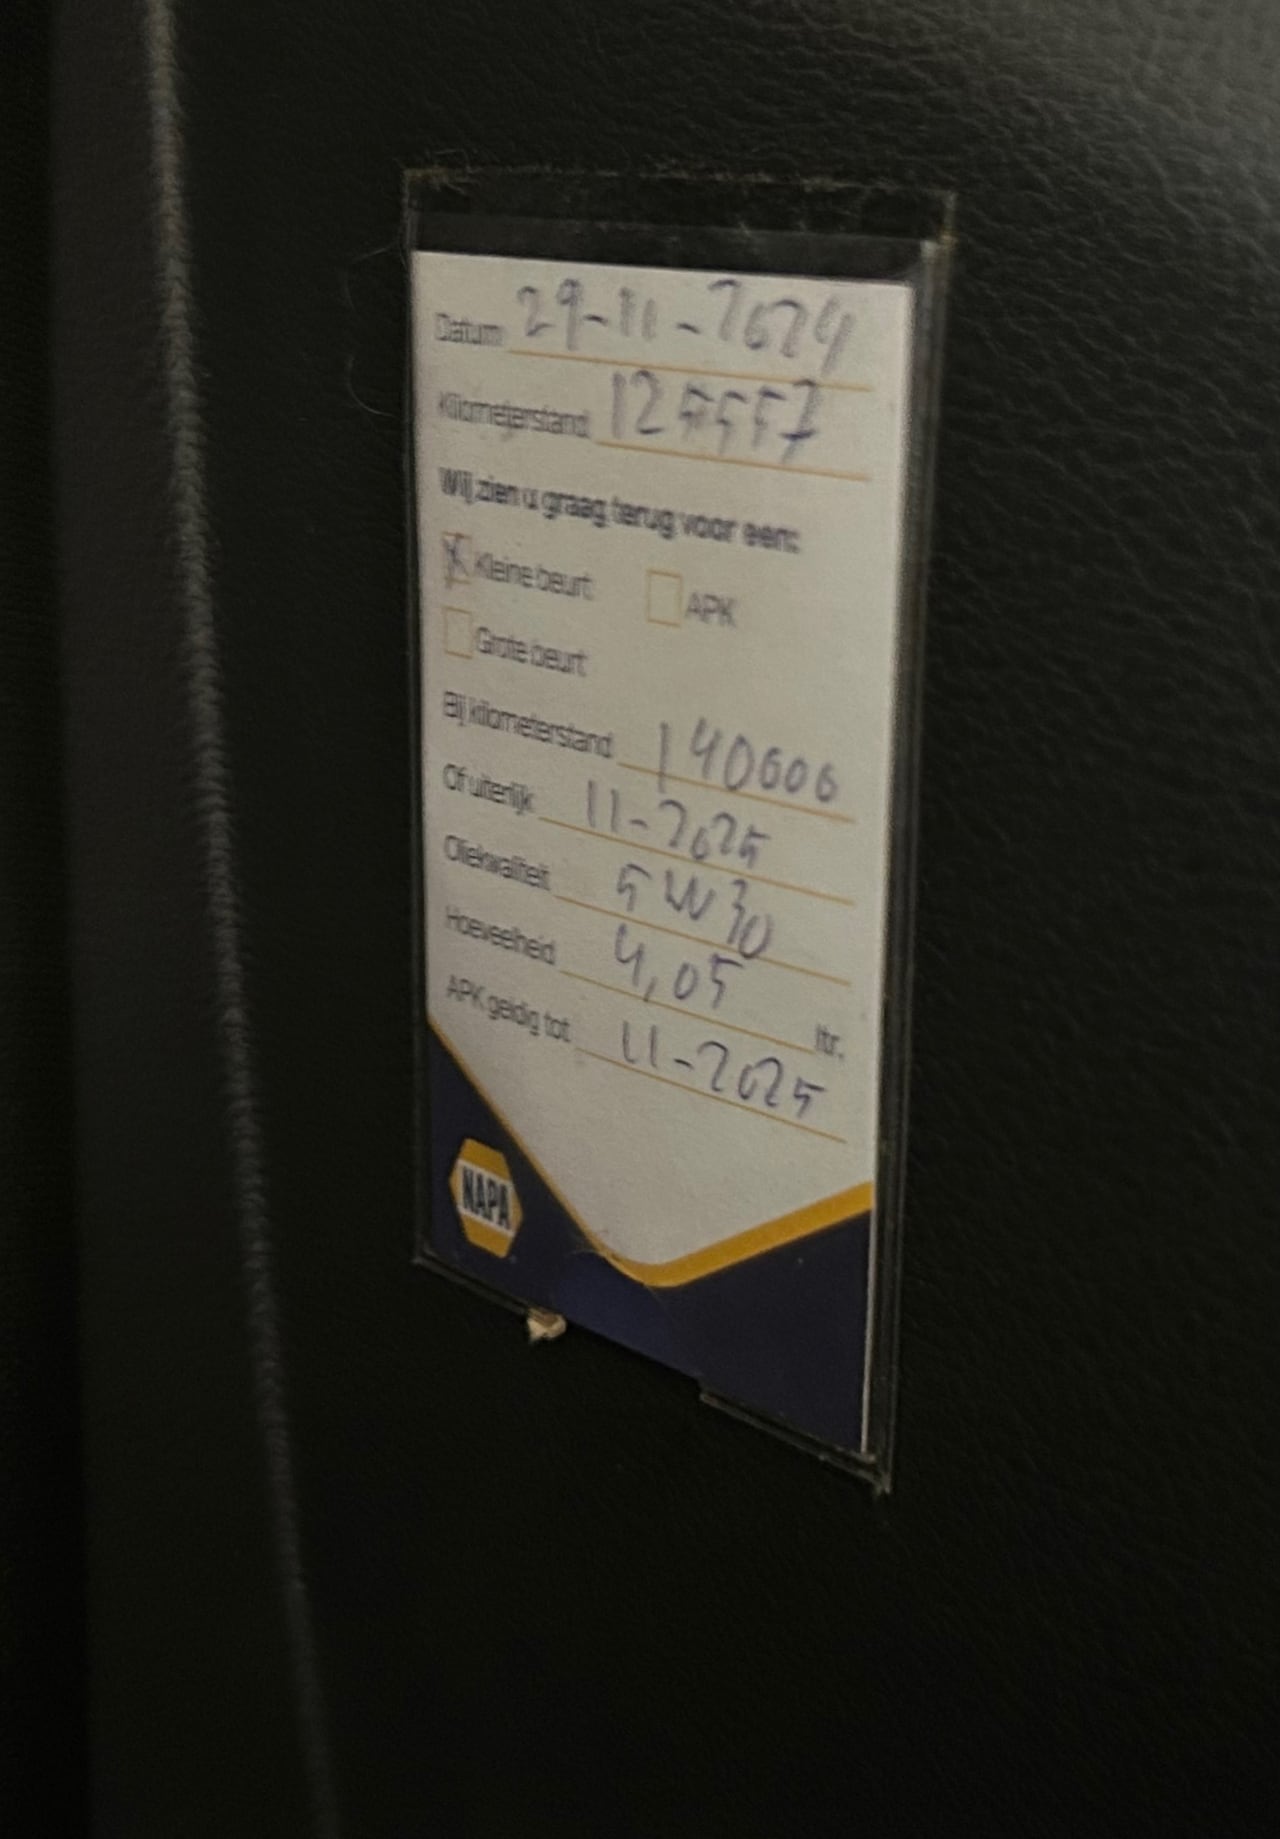 Datum 29-11-2024
Kilometerstand 125557
Wij zien u graag terug voor een:
X Kleine beurt APK
Grote beurt
Bij kilometerstand 140000
Of uiterlijk 11-2025
Oliekwaliteit 5W30
Hoeveelheid 4,05 ltr.
APK geldig tot 11-2025
NAPA